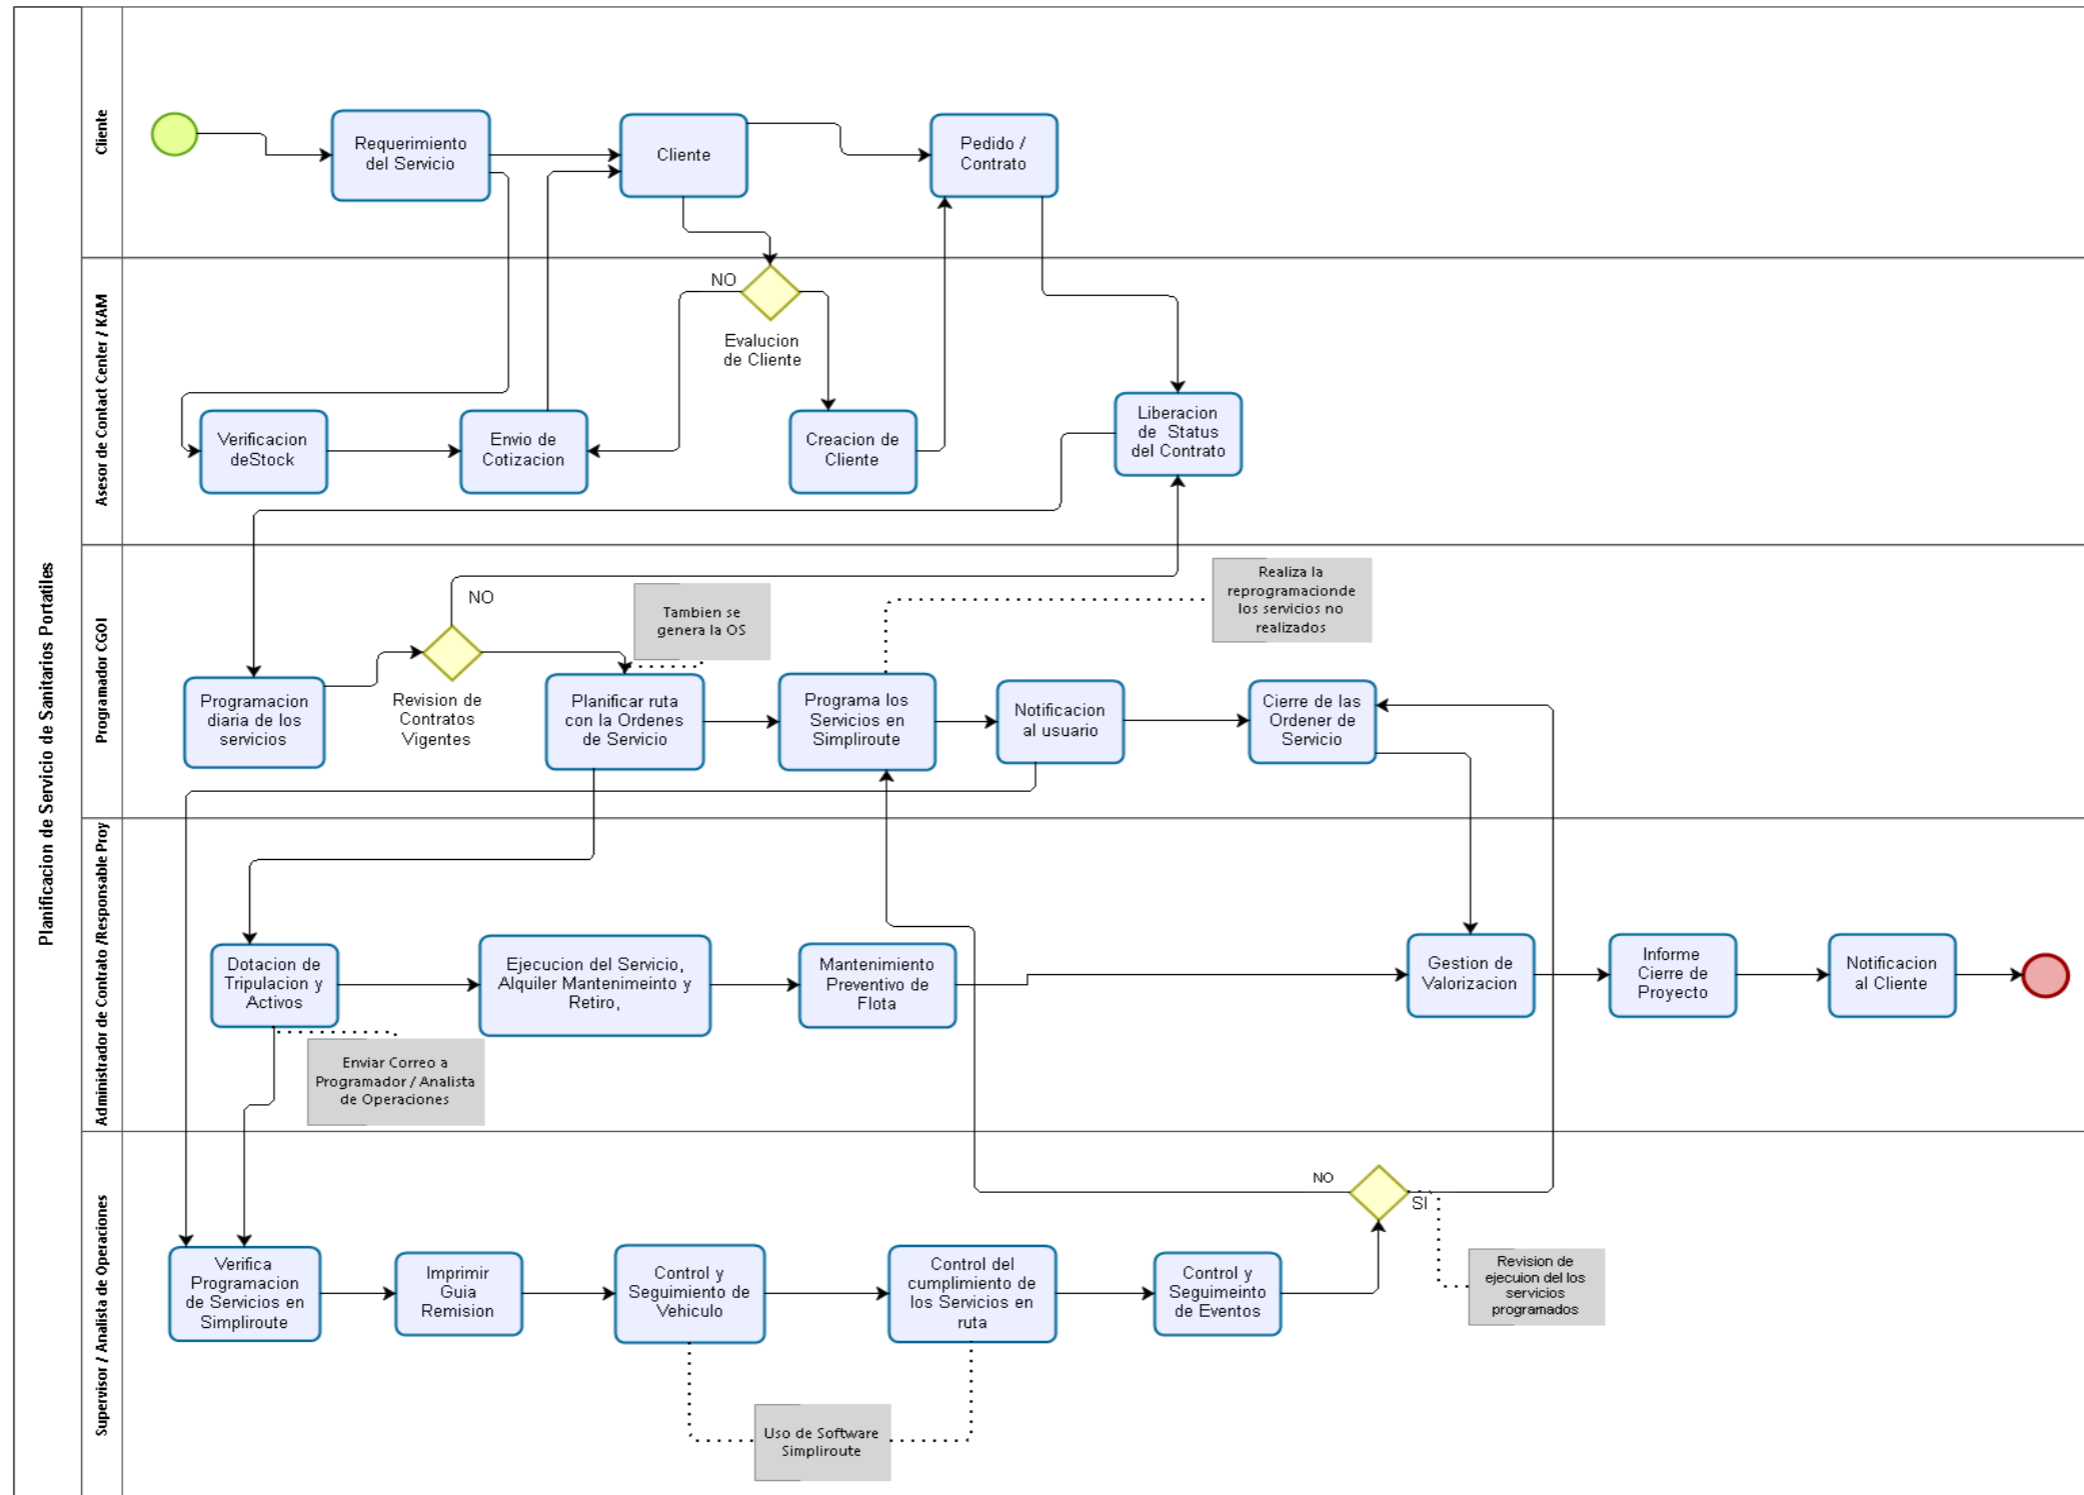 Planificacion de Servicio de Sanitarios Portatiles
Cliente
Requerimiento
del Servicio
Cliente
Pedido /
Contrato
Asesor de Contact Center / KAM
NO
Evalucion
de Cliente
Verificacion
deStock
Envio de
Cotizacion
Creacion de
Cliente
Liberacion
de Status
del Contrato
Programador CGOI
NO
Tambien se
genera la OS
Realiza la
reprogramacionde
los servicios no
realizados
Programacion
diaria de los
servicios
Revision de
Contratos
Vigentes
Planificar ruta
con la Ordenes
de Servicio
Programa los
Servicios en
Simpliroute
Notificacion
al usuario
Cierre de las
Ordener de
Servicio
Administrador de Contrato /Responsable Proy
Dotacion de
Tripulacion y
Activos
Ejecucion del Servicio,
Alquiler Mantenimeinto y
Retiro,
Mantenimiento
Preventivo de
Flota
Gestion de
Valorizacion
Informe
Cierre de
Proyecto
Notificacion
al Cliente
Enviar Correo a
Programador / Analista
de Operaciones
Supervisor / Analista de Operaciones
NO
SI
Verifica
Programacion
de Servicios en
Simpliroute
Imprimir
Guia
Remision
Control y
Seguimiento de
Vehiculo
Control del
cumplimiento de
los Servicios en
ruta
Control y
Seguimeinto
de Eventos
Revision de
ejecuion del los
servicios
programados
Uso de Software
Simpliroute